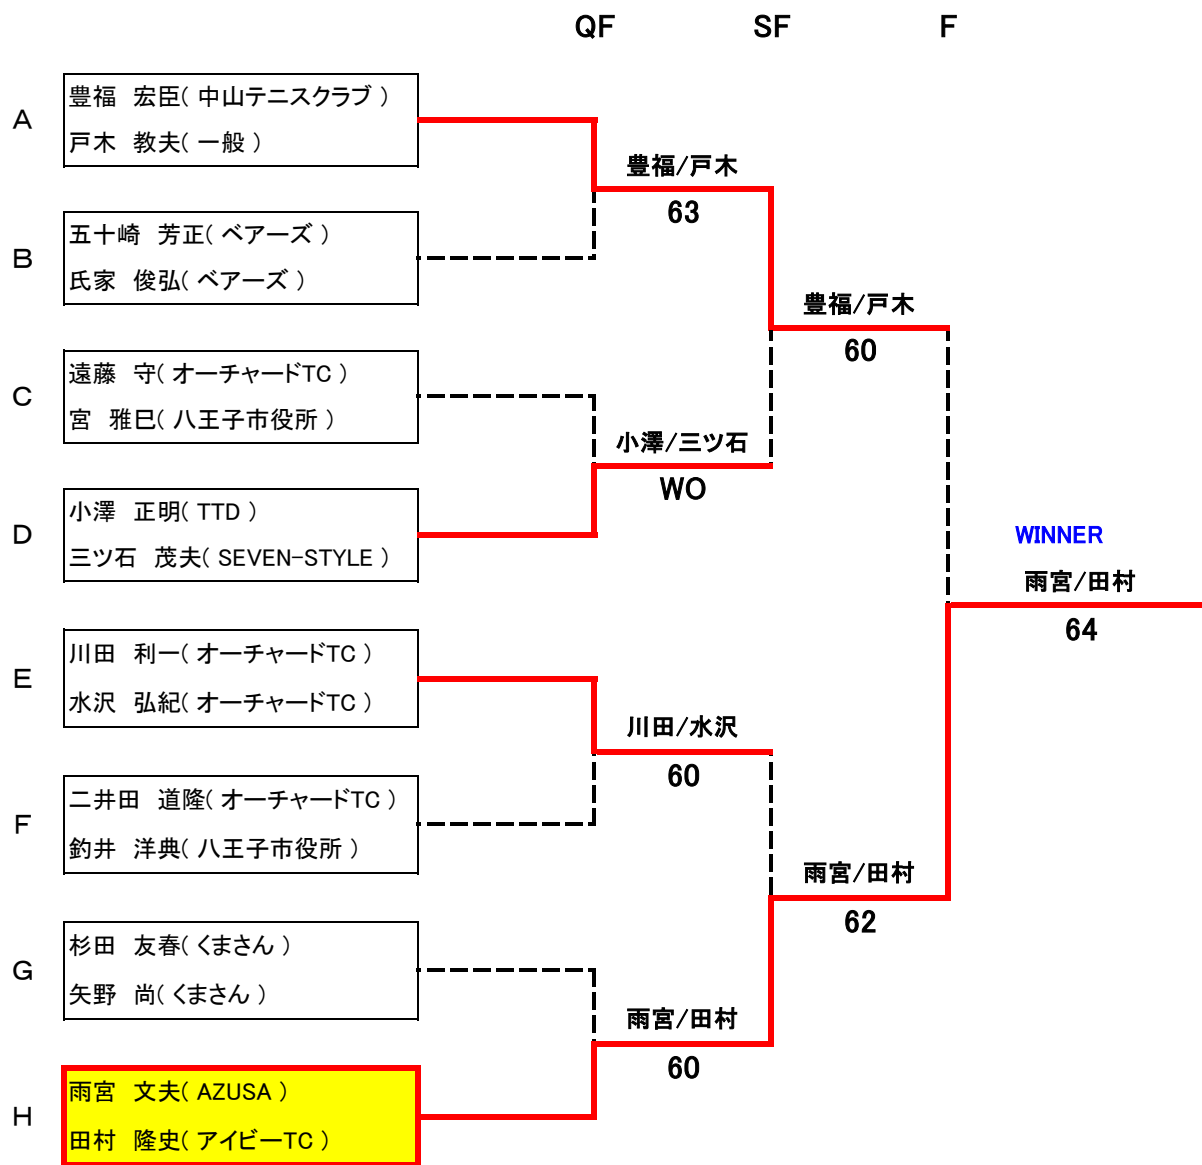 QF SF F
A
豊福 宏臣( 中山テニスクラブ )
戸木 教夫( 一般 )
豊福/戸木
63
B
五十崎 芳正( ベアーズ )
氏家 俊弘( ベアーズ )
豊福/戸木
60
C
遠藤 守( オーチャードTC )
宮 雅巳( 八王子市役所 )
小澤/三ツ石
WO
D
小澤 正明( TTD )
三ツ石 茂夫( SEVEN-STYLE )
WINNER
雨宮/田村
64
E
川田 利一( オーチャードTC )
水沢 弘紀( オーチャードTC )
川田/水沢
60
F
二井田 道隆( オーチャードTC )
釣井 洋典( 八王子市役所 )
雨宮/田村
62
G
杉田 友春( くまさん )
矢野 尚( くまさん )
雨宮/田村
60
H
雨宮 文夫( AZUSA )
田村 隆史( アイビーTC )